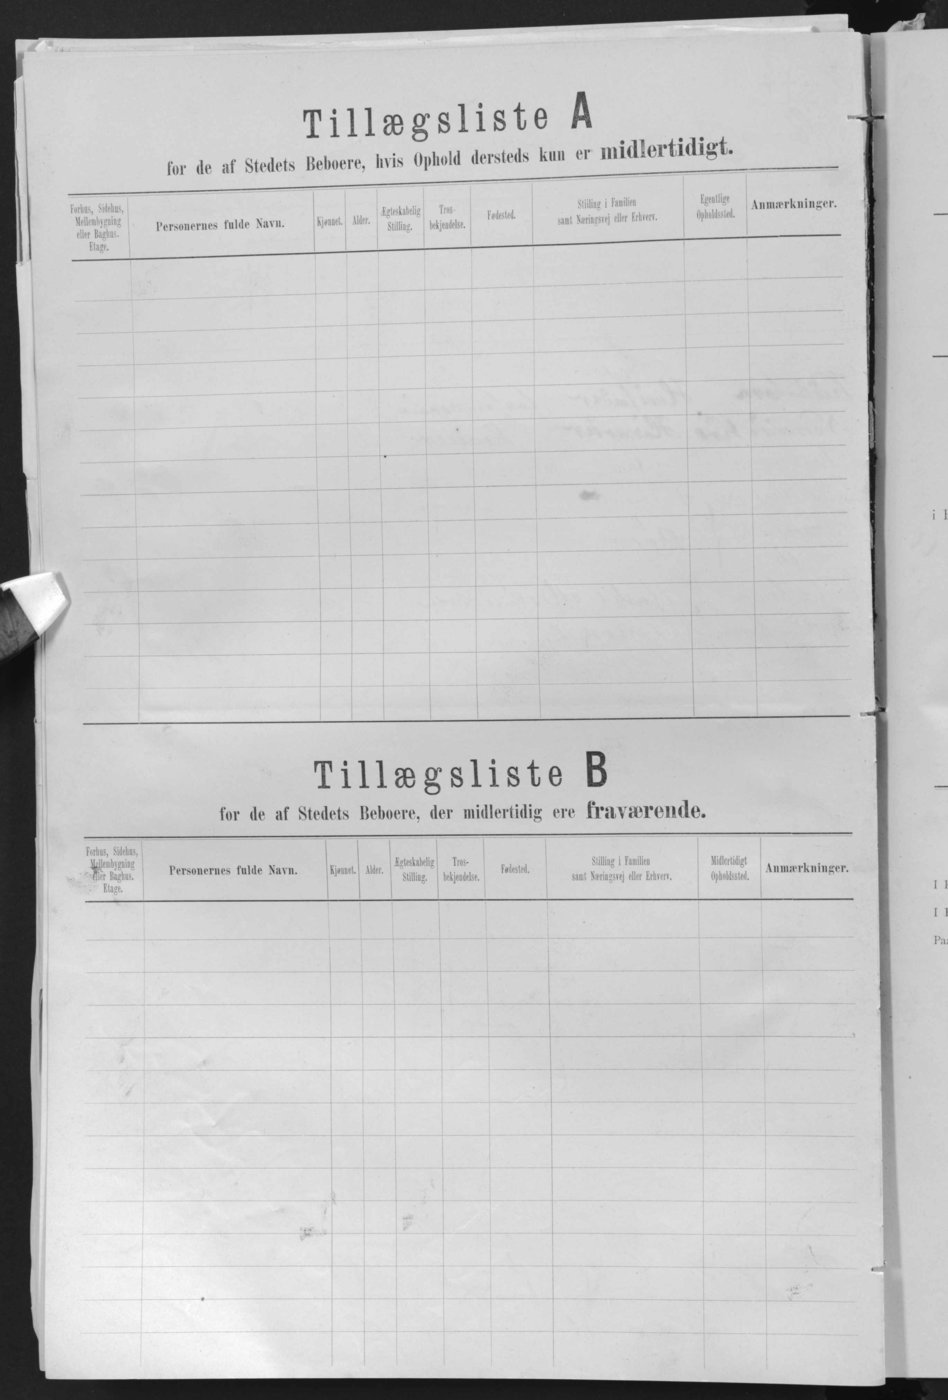 Tillægsliste A
for de af Stedets Beboere, hvis Ophold dersteds kun er midlertidigt.
Forhus, Sidehus, Mellembygning eller Baghus. Etage.
Personernes fulde Navn.
Kjønnet.
Alder.
Ægteskabelig Stilling.
Tros-bekjendelse.
Fødested.
Stilling i Familien samt Næringsvej eller Erhverv.
Egentlige Opholdssted.
Anmærkninger.
Tillægsliste B
for de af Stedets Beboere, der midlertidig ere fraværende.
Forhus, Sidehus, Mellembygning eller Baghus. Etage.
Personernes fulde Navn.
Kjønnet.
Alder.
Ægteskabelig Stilling.
Tros-bekjendelse.
Fødested.
Stilling i Familien samt Næringsvej eller Erhverv.
Midlertidigt Opholdssted.
Anmærkninger.